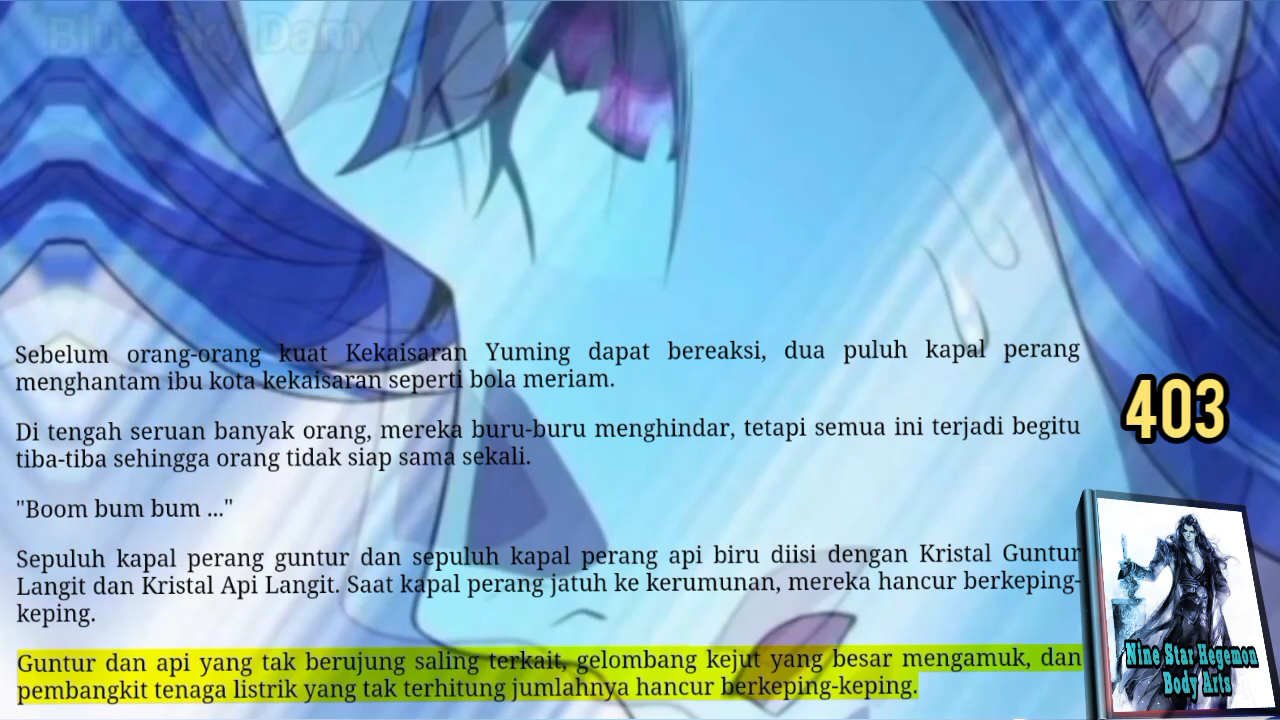 Blue Sky Dam
Sebelum orang-orang kuat Kekaisaran Yuming dapat bereaksi, dua puluh kapal perang
menghantam ibu kota kekaisaran seperti bola meriam.
Di tengah seruan banyak orang, mereka buru-buru menghindar, tetapi semua ini terjadi begitu
tiba-tiba sehingga orang tidak siap sama sekali.
"Boom bum bum ..."
Sepuluh kapal perang guntur dan sepuluh kapal perang api biru diisi dengan Kristal Guntur
Langit dan Kristal Api Langit. Saat kapal perang jatuh ke kerumunan, mereka hancur berkeping-
keping.
Guntur dan api yang tak berujung saling terkait, gelombang kejut yang besar mengamuk, dan
pembangkit tenaga listrik yang tak terhitung jumlahnya hancur berkeping-keping.
403
Nine Star Hegemon
Body Arts